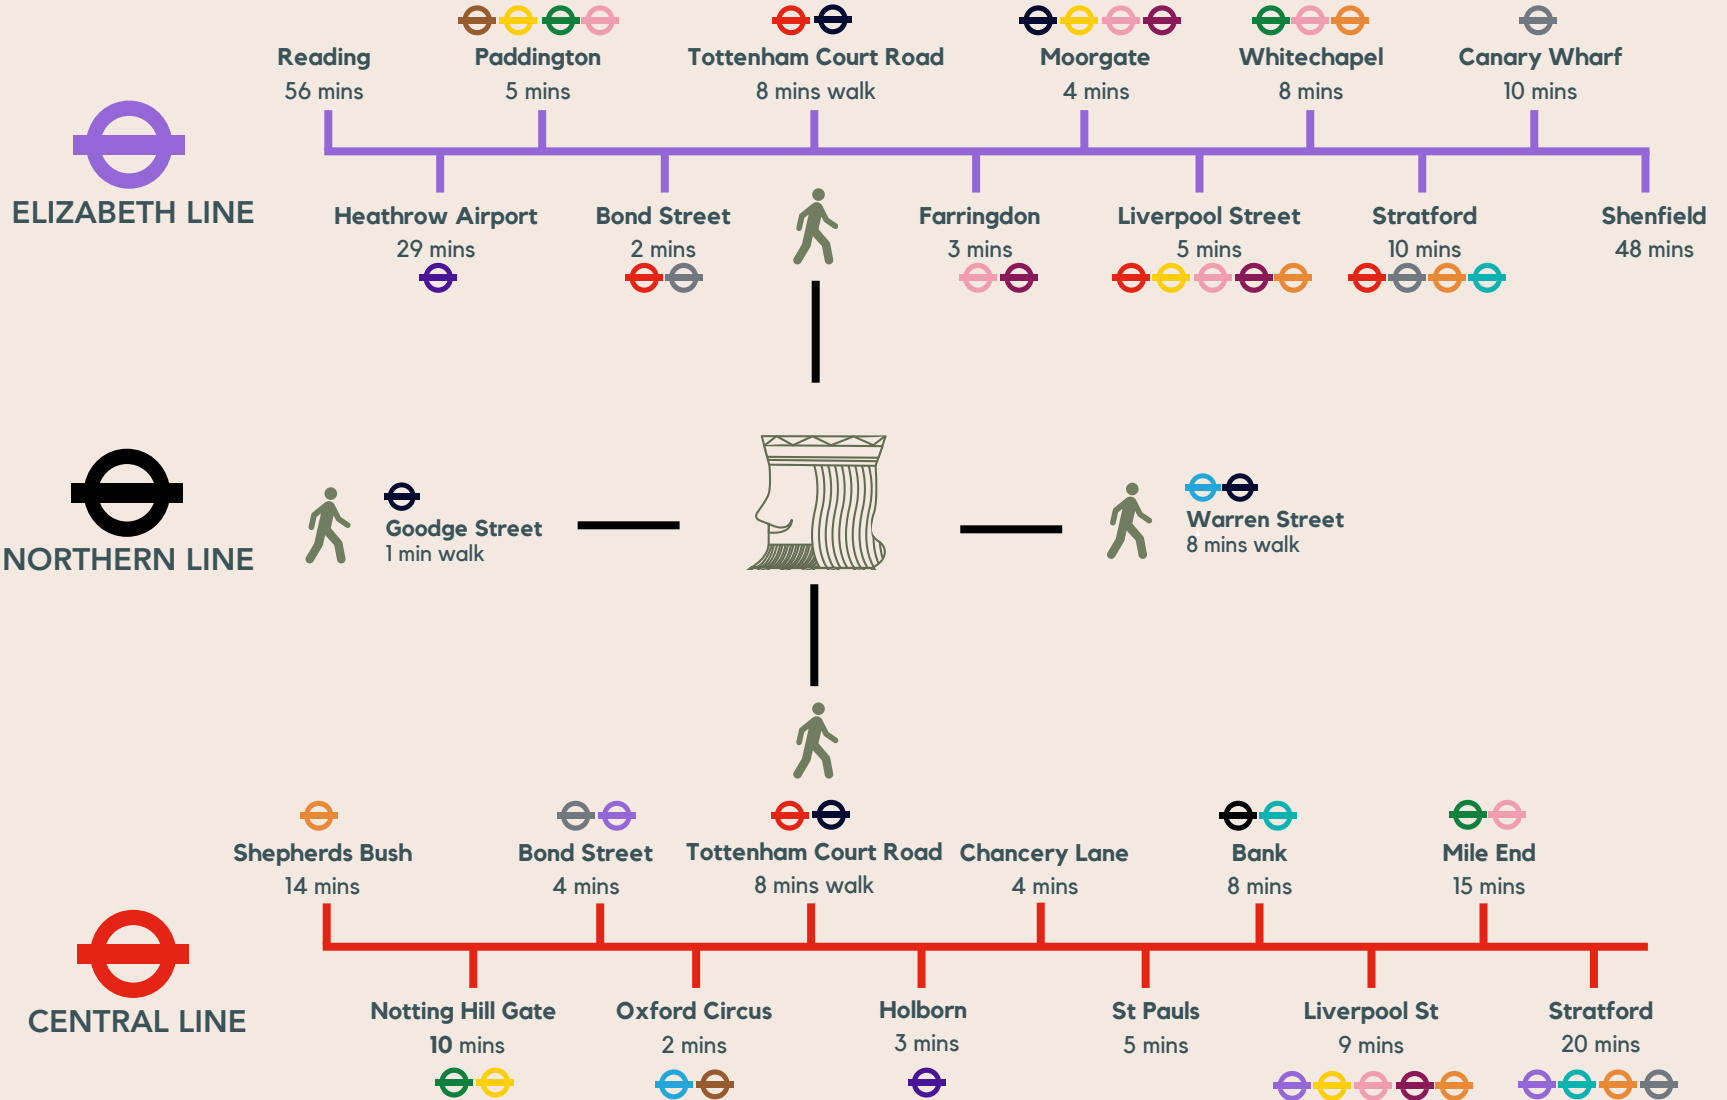 Reading
56 mins
Paddington
5 mins
Tottenham Court Road
8 mins walk
Moorgate
4 mins
Whitechapel
8 mins
Canary Wharf
10 mins
ELIZABETH LINE
Heathrow Airport
29 mins
Bond Street
2 mins
Farringdon
3 mins
Liverpool Street
5 mins
Stratford
10 mins
Shenfield
48 mins
NORTHERN LINE
Goodge Street
1 min walk
Warren Street
8 mins walk
Shepherds Bush
14 mins
Bond Street
4 mins
Tottenham Court Road
8 mins walk
Chancery Lane
4 mins
Bank
8 mins
Mile End
15 mins
CENTRAL LINE
Notting Hill Gate
10 mins
Oxford Circus
2 mins
Holborn
3 mins
St Pauls
5 mins
Liverpool St
9 mins
Stratford
20 mins